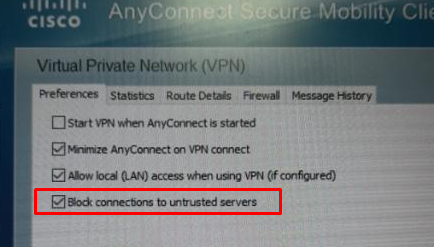 CISCO
AnyConnect Secure Mobility Clie
Virtual Private Network (VPN)
Preferences Statistics Route Details Firewall Message History
Start VPN when AnyConnect is started
Minimize AnyConnect on VPN connect
Allow local (LAN) access when using VPN (if configured)
Block connections to untrusted servers